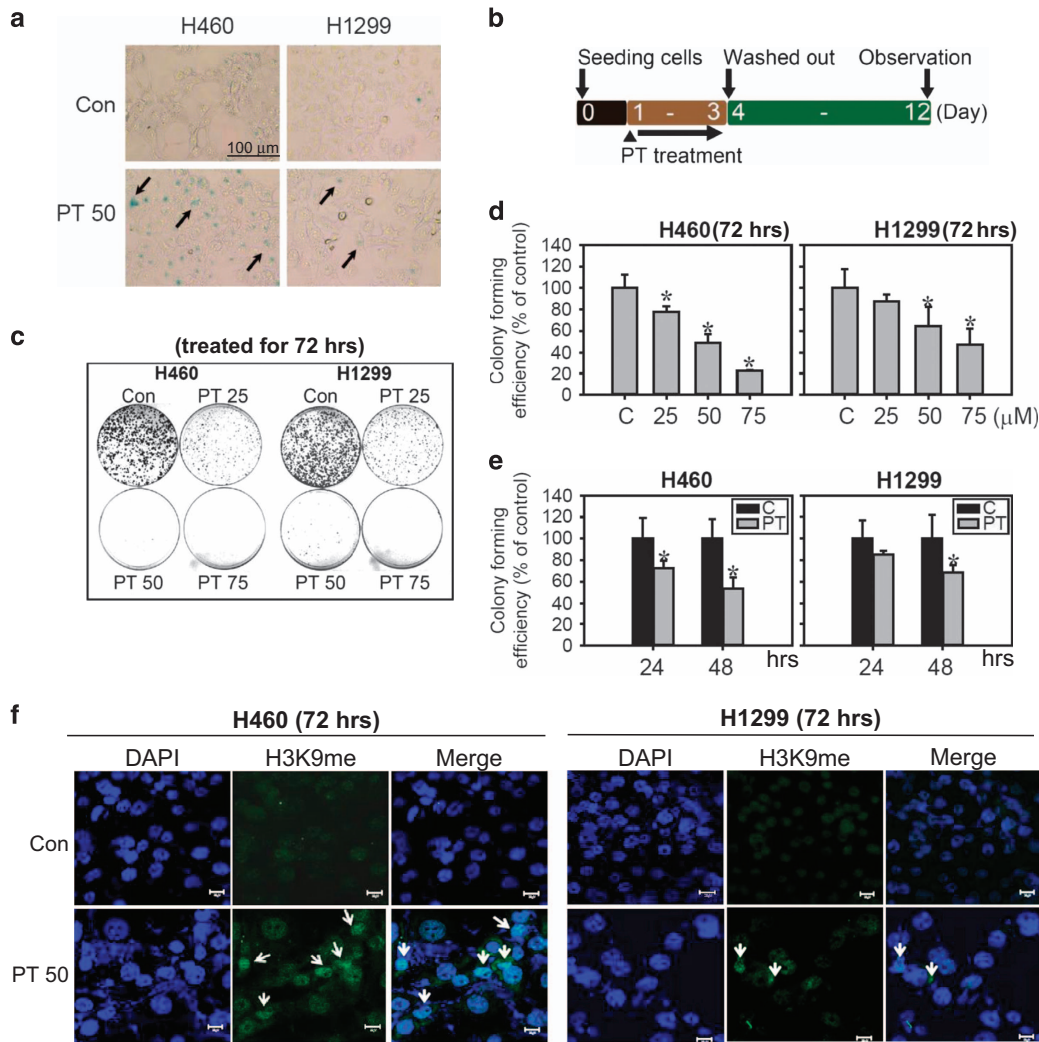 a
H460 H1299
Con
100 μm
PT 50
b
Seeding cells Washed out Observation
0 1 - 3 4 - 12 (Day)
PT treatment
c
(treated for 72 hrs)
H460 H1299
Con PT 25 Con PT 25
PT 50 PT 75 PT 50 PT 75
d
H460 (72 hrs) H1299 (72 hrs)
Colony forming
efficiency (% of control)
140
120
100
80
60
40
20
0
* * * * *
C 25 50 75 C 25 50 75 (μM)
e
H460 H1299
Colony forming
efficiency (% of control)
140
120
100
80
60
40
20
0
C C
PT PT
* * *
24 48 hrs 24 48 hrs
f
H460 (72 hrs) H1299 (72 hrs)
DAPI H3K9me Merge DAPI H3K9me Merge
Con
PT 50